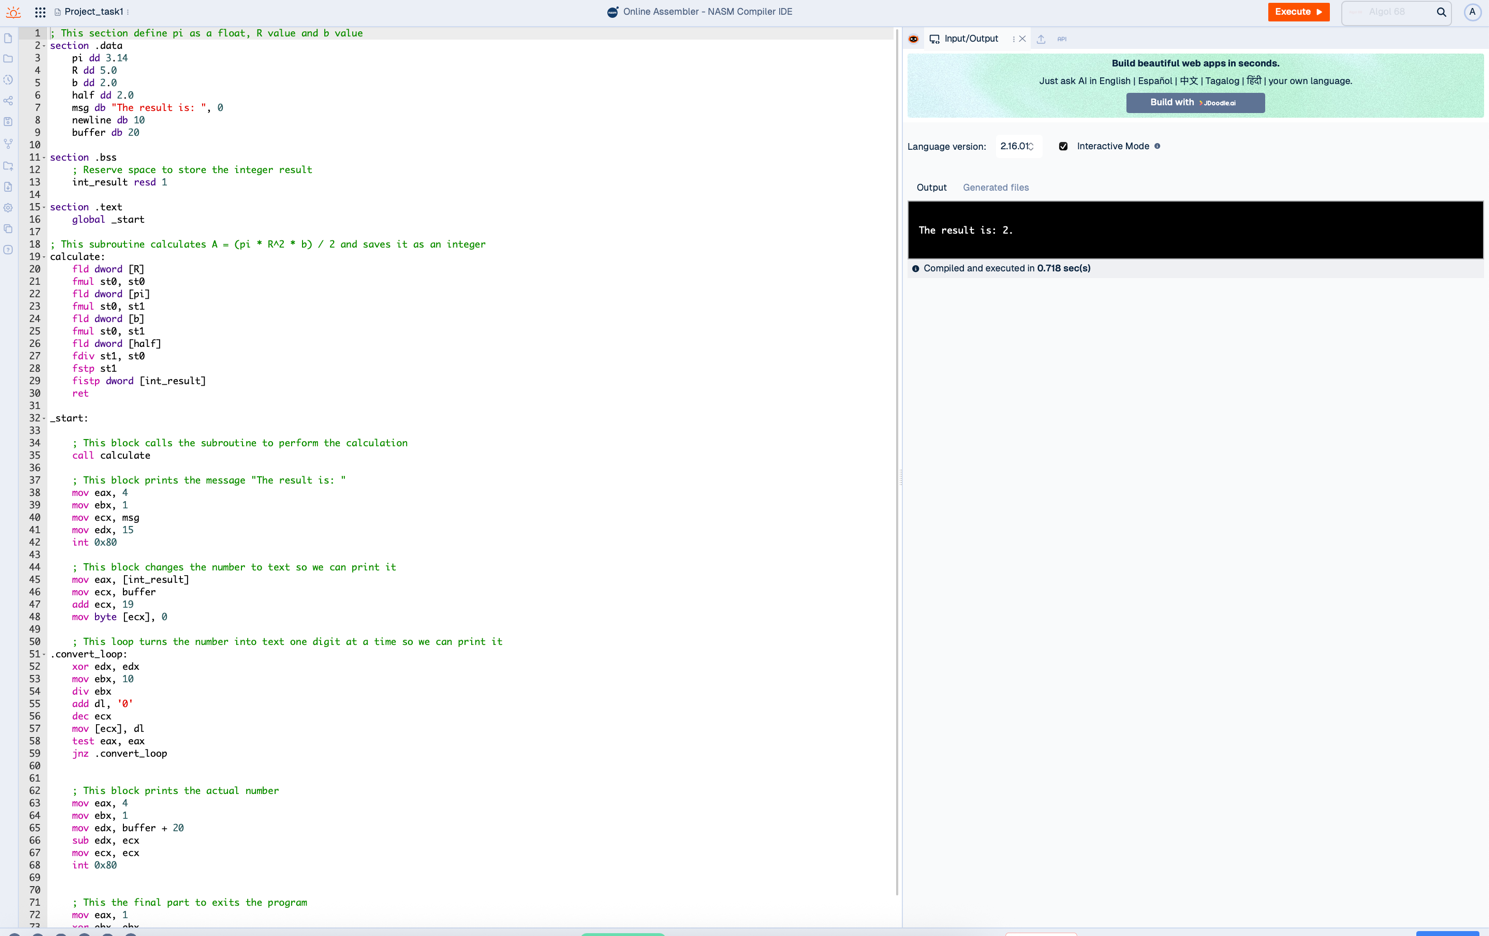 Project_task1
Online Assembler - NASM Compiler IDE
Execute
Algol 68
A
1 ; This section define pi as a float, R value and b value
2 section .data
3     pi dd 3.14
4     R dd 5.0
5     b dd 2.0
6     half dd 2.0
7     msg db "The result is: ", 0
8     newline db 10
9     buffer db 20
10
11 section .bss
12     ; Reserve space to store the integer result
13     int_result resd 1
14
15 section .text
16     global _start
17
18 ; This subroutine calculates A = (pi * R^2 * b) / 2 and saves it as an integer
19 calculate:
20     fld dword [R]
21     fmul st0, st0
22     fld dword [pi]
23     fmul st0, st1
24     fld dword [b]
25     fmul st0, st1
26     fld dword [half]
27     fdiv st1, st0
28     fstp st1
29     fistp dword [int_result]
30     ret
31
32 _start:
33
34     ; This block calls the subroutine to perform the calculation
35     call calculate
36
37     ; This block prints the message "The result is: "
38     mov eax, 4
39     mov ebx, 1
40     mov ecx, msg
41     mov edx, 15
42     int 0x80
43
44     ; This block changes the number to text so we can print it
45     mov eax, [int_result]
46     mov ecx, buffer
47     add ecx, 19
48     mov byte [ecx], 0
49
50     ; This loop turns the number into text one digit at a time so we can print it
51 .convert_loop:
52     xor edx, edx
53     mov ebx, 10
54     div ebx
55     add dl, '0'
56     dec ecx
57     mov [ecx], dl
58     test eax, eax
59     jnz .convert_loop
60
61
62     ; This block prints the actual number
63     mov eax, 4
64     mov ebx, 1
65     mov edx, buffer + 20
66     sub edx, ecx
67     mov ecx, ecx
68     int 0x80
69
70
71     ; This the final part to exits the program
72     mov eax, 1
73     xor ebx, ebx
Input/Output
API
Build beautiful web apps in seconds.
Just ask AI in English | Español | 中文 | Tagalog | हिंदी | your own language.
Build with JDoodle.ai
Language version: 2.16.01
Interactive Mode
Output Generated files
The result is: 2.
Compiled and executed in 0.718 sec(s)